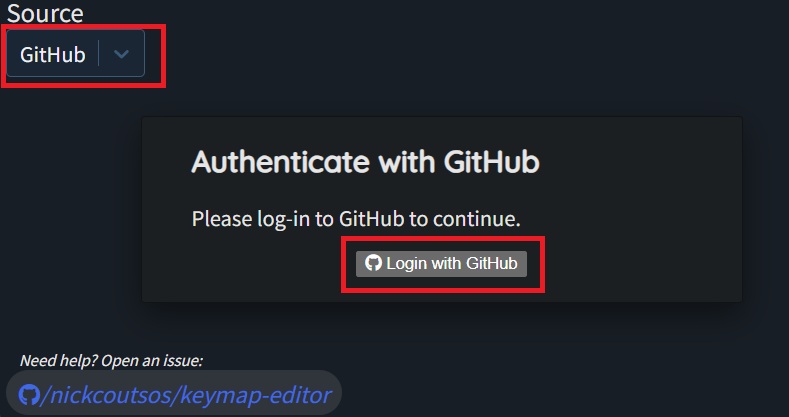 Source
GitHub
Authenticate with GitHub
Please log-in to GitHub to continue.
Login with GitHub
Need help? Open an issue:
/nickcoutsos/keymap-editor